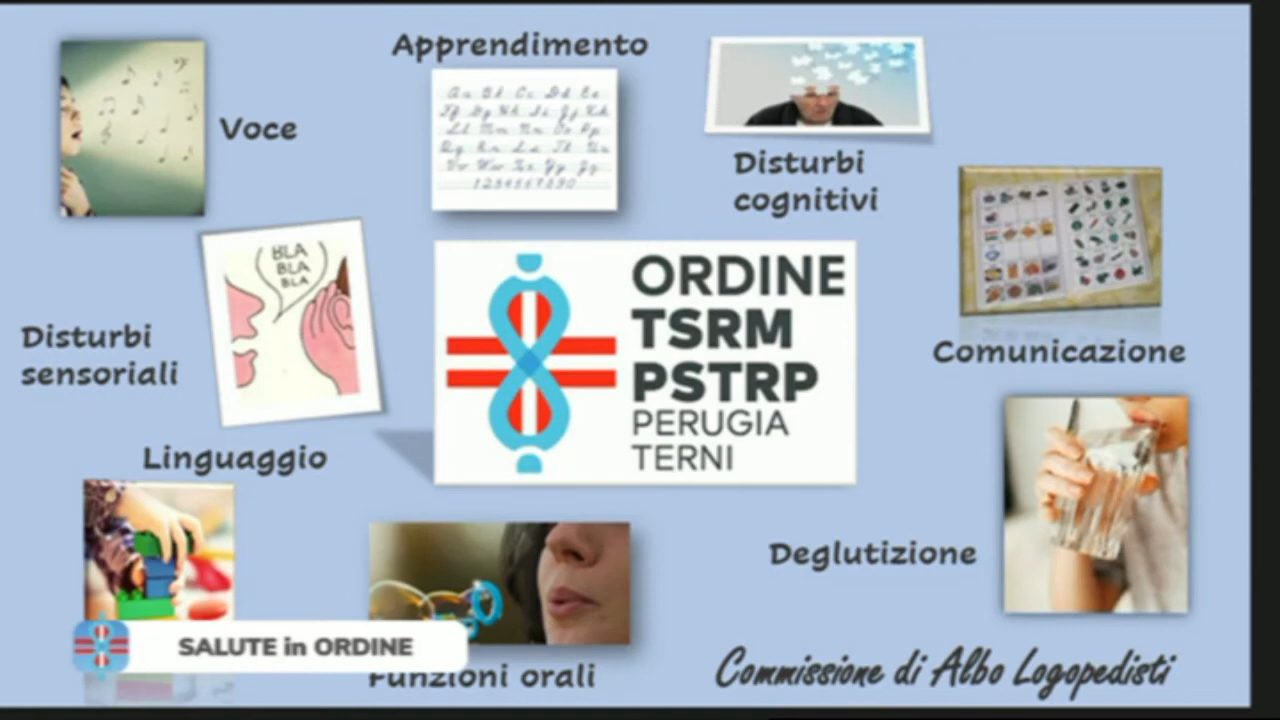 Apprendimento
Voce
Disturbi
cognitivi
BLA
BLA
BLA
ORDINE
TSRM
PSTRP
PERUGIA
TERNI
Disturbi
sensoriali
Comunicazione
Linguaggio
Deglutizione
SALUTE in ORDINE
Funzioni orali
Commissione di Albo Logopedisti